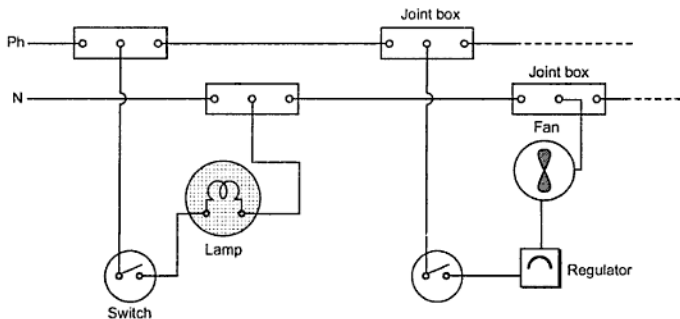 Joint box
Ph
Joint box
N
Fan
Lamp
Regulator
Switch